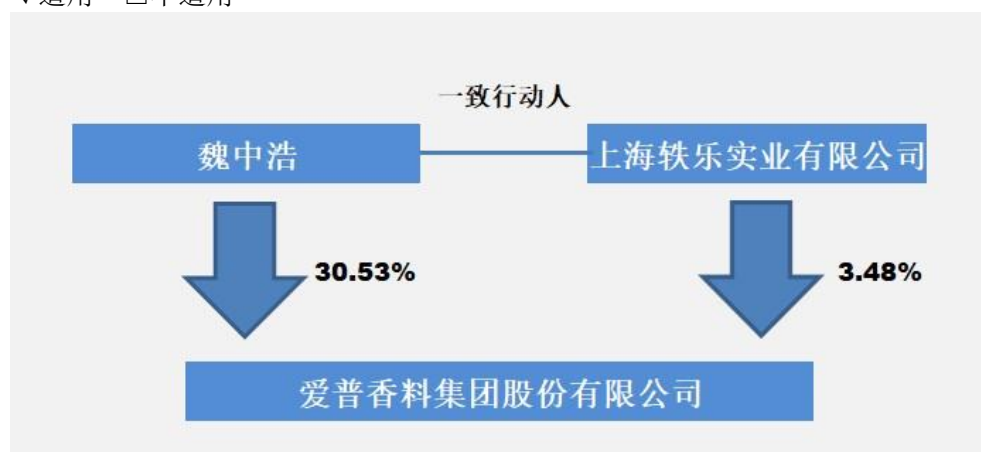 一致行动人
魏中浩
上海轶乐实业有限公司
30.53%
3.48%
爱普香料集团股份有限公司